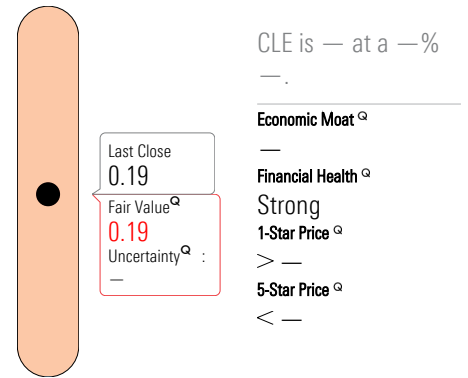 CLE is — at a —%
—.
Economic Moat Q
—
Financial Health Q
Strong
1-Star Price Q
> —
5-Star Price Q
< —
Last Close
0.19
Fair Value Q
0.19
Uncertainty Q :
—